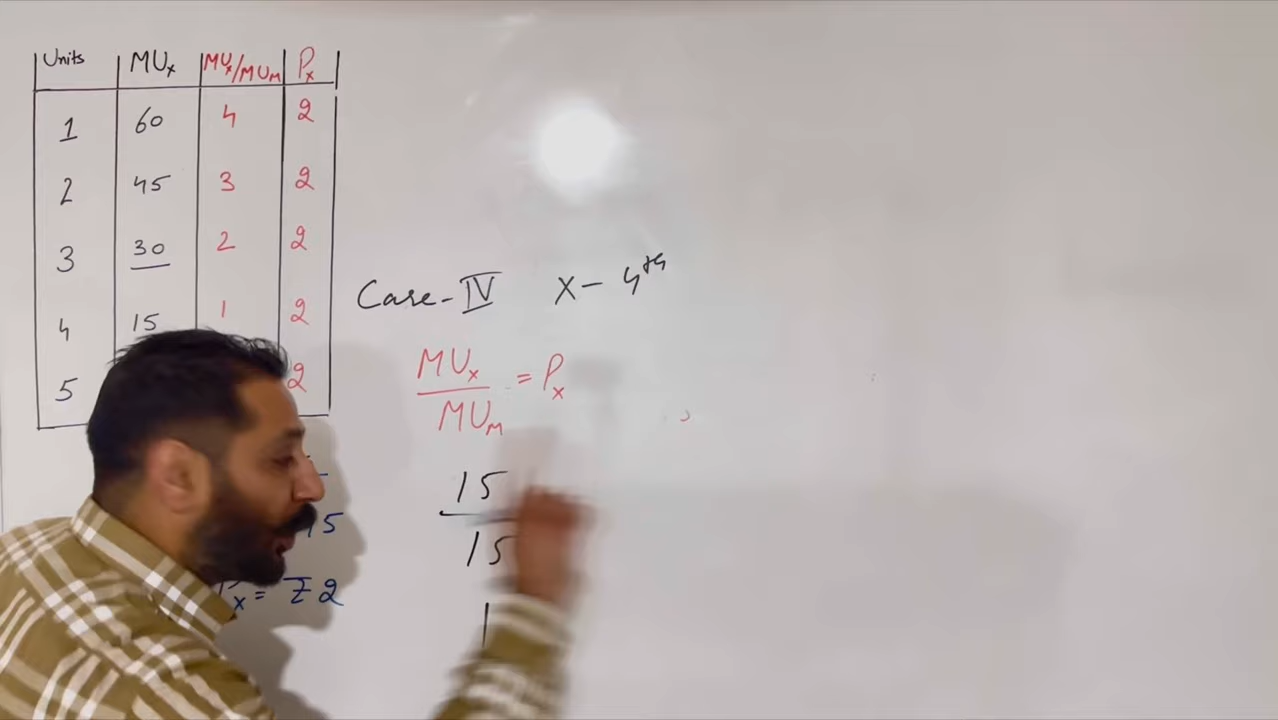 Units MUx MUx/MUM Px
1 60 4 2
2 45 3 2
3 30 2 2
4 15 1 2
5 2
Case-IV X- 4th
MUx
MUM = Px
15
15
1
15
Px = ₹2